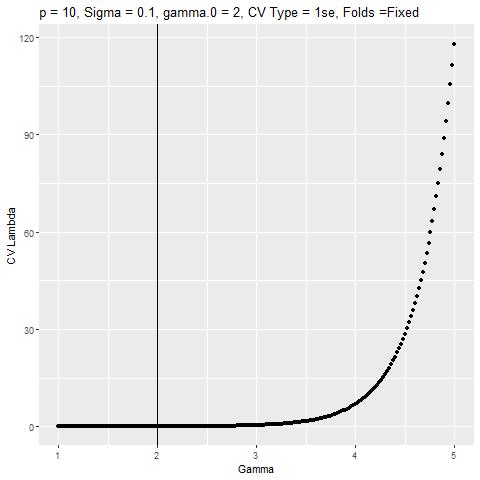 p = 10, Sigma = 0.1, gamma.0 = 2, CV Type = 1se, Folds =Fixed
120
90
60
30
0
CV Lambda
1 2 3 4 5
Gamma